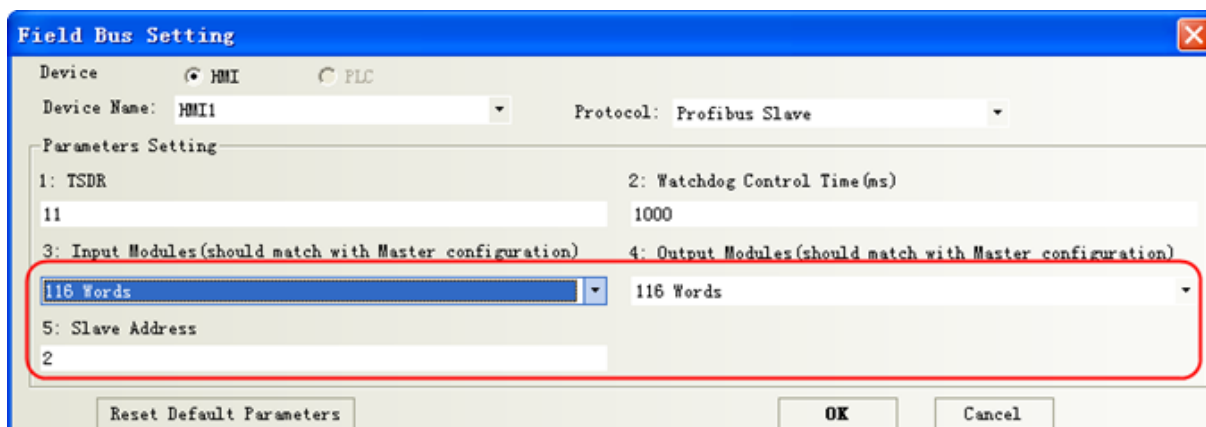 Field Bus Setting
Device HMI PLC
Device Name: HMI1 Protocol: Profibus Slave
Parameters Setting
1: TSDR 2: Watchdog Control Time(ms)
11 1000
3: Input Modules(should match with Master configuration) 4: Output Modules(should match with Master configuration)
116 Words 116 Words
5: Slave Address
2
Reset Default Parameters OK Cancel